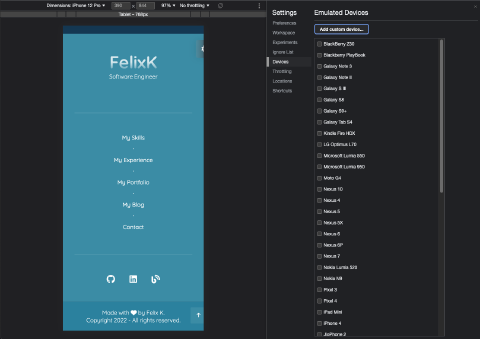 Dimensions: iPhone 12 Pro ▼ 390 × 844 97% ▼ No throttling ▼
Tablet – 768px
FelixK
Software Engineer
My Skills
My Experience
My Portfolio
My Blog
Contact
Made with ❤ by Felix K.
Copyright 2022 - All rights reserved.
Settings
Preferences
Workspace
Experiments
Ignore List
Devices
Throttling
Locations
Shortcuts
Emulated Devices
Add custom device...
BlackBerry Z30
BlackBerry PlayBook
Galaxy Note 3
Galaxy Note II
Galaxy S III
Galaxy S8
Galaxy S9+
Galaxy Tab S4
Kindle Fire HDX
LG Optimus L70
Microsoft Lumia 550
Microsoft Lumia 950
Moto G4
Nexus 10
Nexus 4
Nexus 5
Nexus 5X
Nexus 6
Nexus 6P
Nexus 7
Nokia Lumia 520
Nokia N9
Pixel 3
Pixel 4
iPad Mini
iPhone 4
JioPhone 2